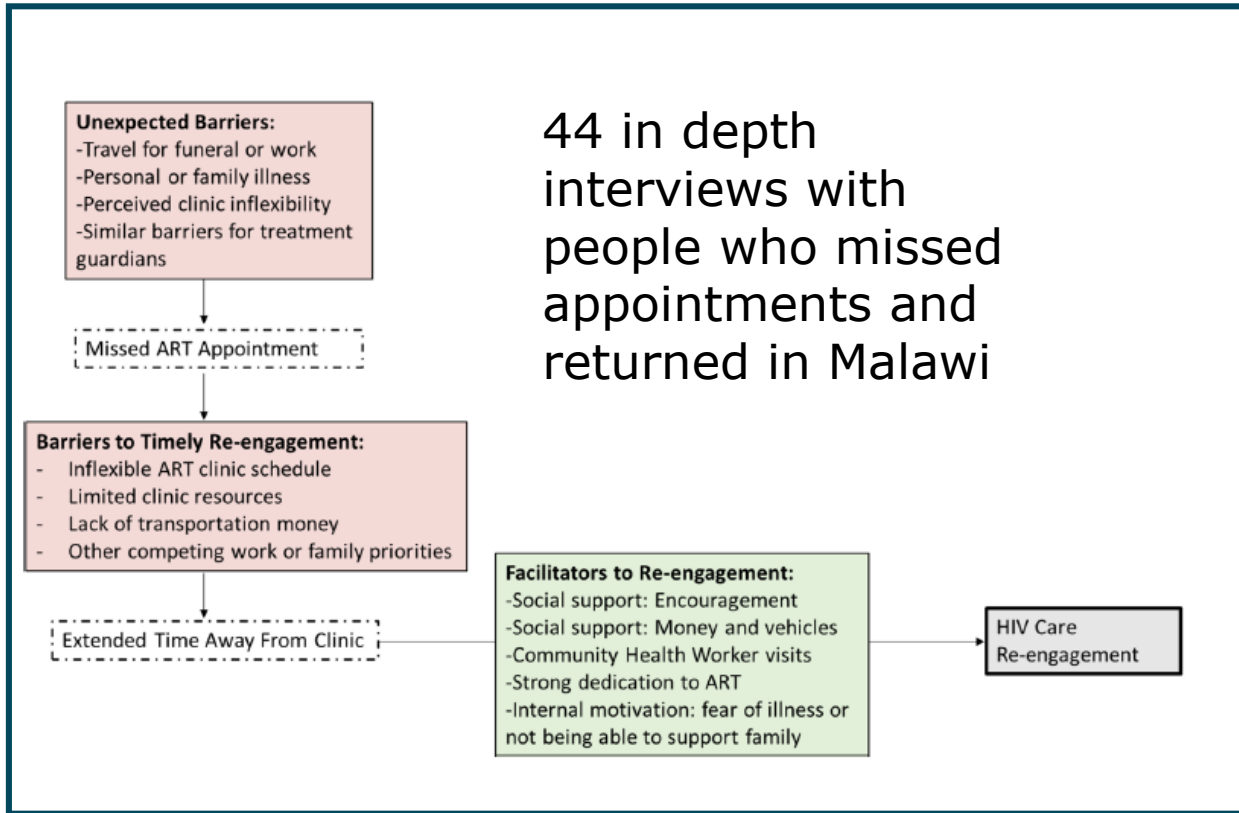 Unexpected Barriers:
-Travel for funeral or work
-Personal or family illness
-Perceived clinic inflexibility
-Similar barriers for treatment
guardians
44 in depth
interviews with
people who missed
appointments and
returned in Malawi
Missed ART Appointment
Barriers to Timely Re-engagement:
- Inflexible ART clinic schedule
- Limited clinic resources
- Lack of transportation money
- Other competing work or family priorities
Extended Time Away From Clinic
Facilitators to Re-engagement:
-Social support: Encouragement
-Social support: Money and vehicles
-Community Health Worker visits
-Strong dedication to ART
-Internal motivation: fear of illness or
not being able to support family
HIV Care
Re-engagement